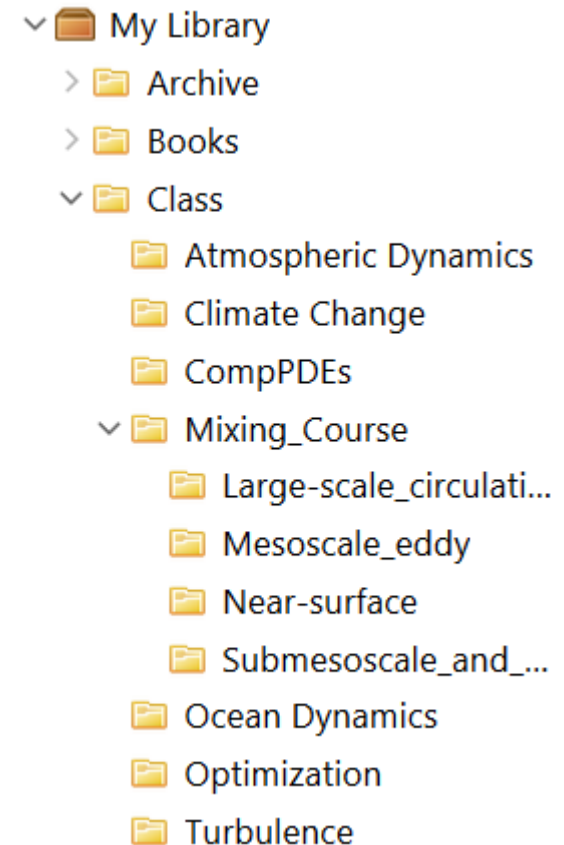 My Library
Archive
Books
Class
Atmospheric Dynamics
Climate Change
CompPDEs
Mixing_Course
Large-scale_circulati...
Mesoscale_eddy
Near-surface
Submesoscale_and_...
Ocean Dynamics
Optimization
Turbulence